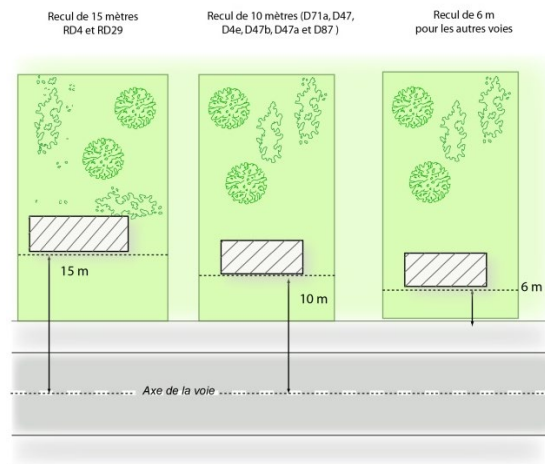 Recul de 15 mètres
RD4 et RD29
Recul de 10 mètres (D71a, D47,
D4e, D47b, D47a et D87 )
Recul de 6 m
pour les autres voies
15 m
10 m
6 m
Axe de la voie